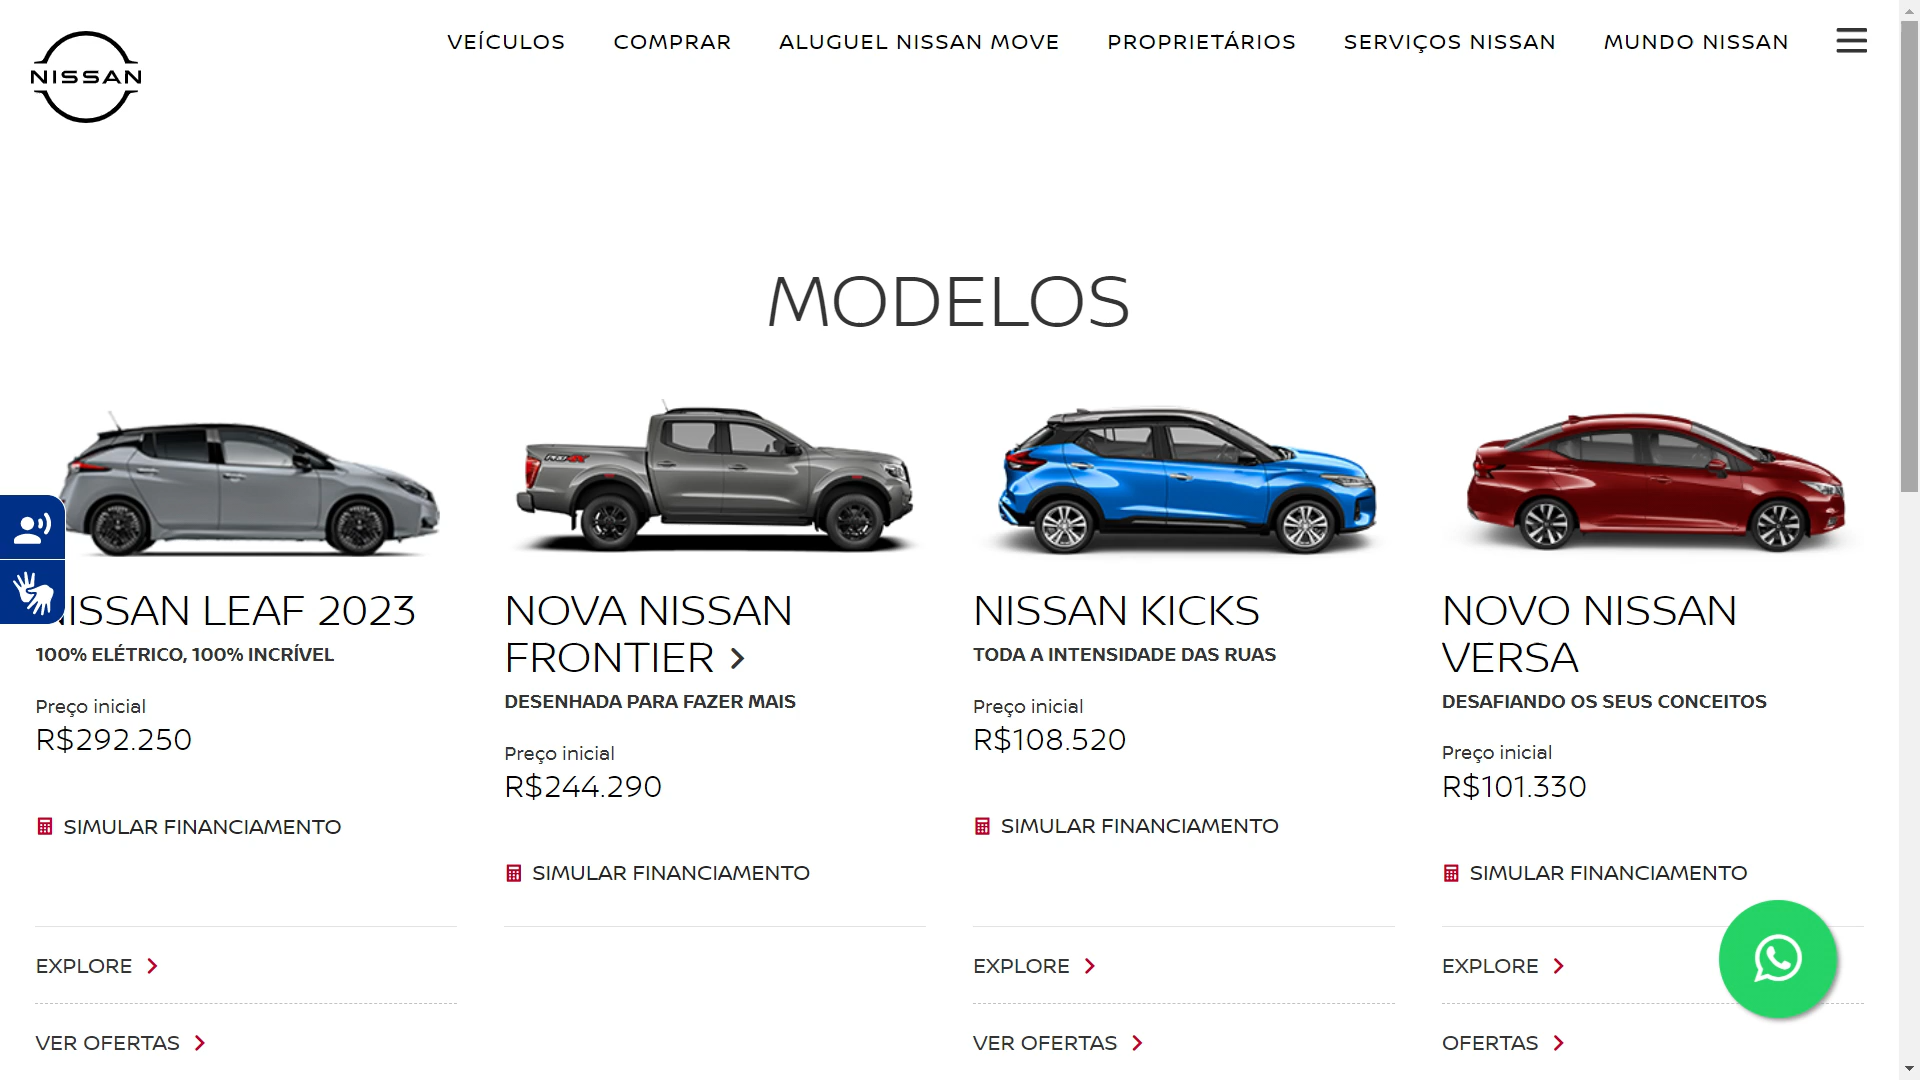 NISSAN
VEÍCULOS
COMPRAR
ALUGUEL NISSAN MOVE
PROPRIETÁRIOS
SERVIÇOS NISSAN
MUNDO NISSAN
MODELOS
NISSAN LEAF 2023
100% ELÉTRICO, 100% INCRÍVEL
Preço inicial
R$292.250
SIMULAR FINANCIAMENTO
EXPLORE
VER OFERTAS
NOVA NISSAN
FRONTIER
DESENHADA PARA FAZER MAIS
Preço inicial
R$244.290
SIMULAR FINANCIAMENTO
NISSAN KICKS
TODA A INTENSIDADE DAS RUAS
Preço inicial
R$108.520
SIMULAR FINANCIAMENTO
EXPLORE
VER OFERTAS
NOVO NISSAN
VERSA
DESAFIANDO OS SEUS CONCEITOS
Preço inicial
R$101.330
SIMULAR FINANCIAMENTO
EXPLORE
OFERTAS